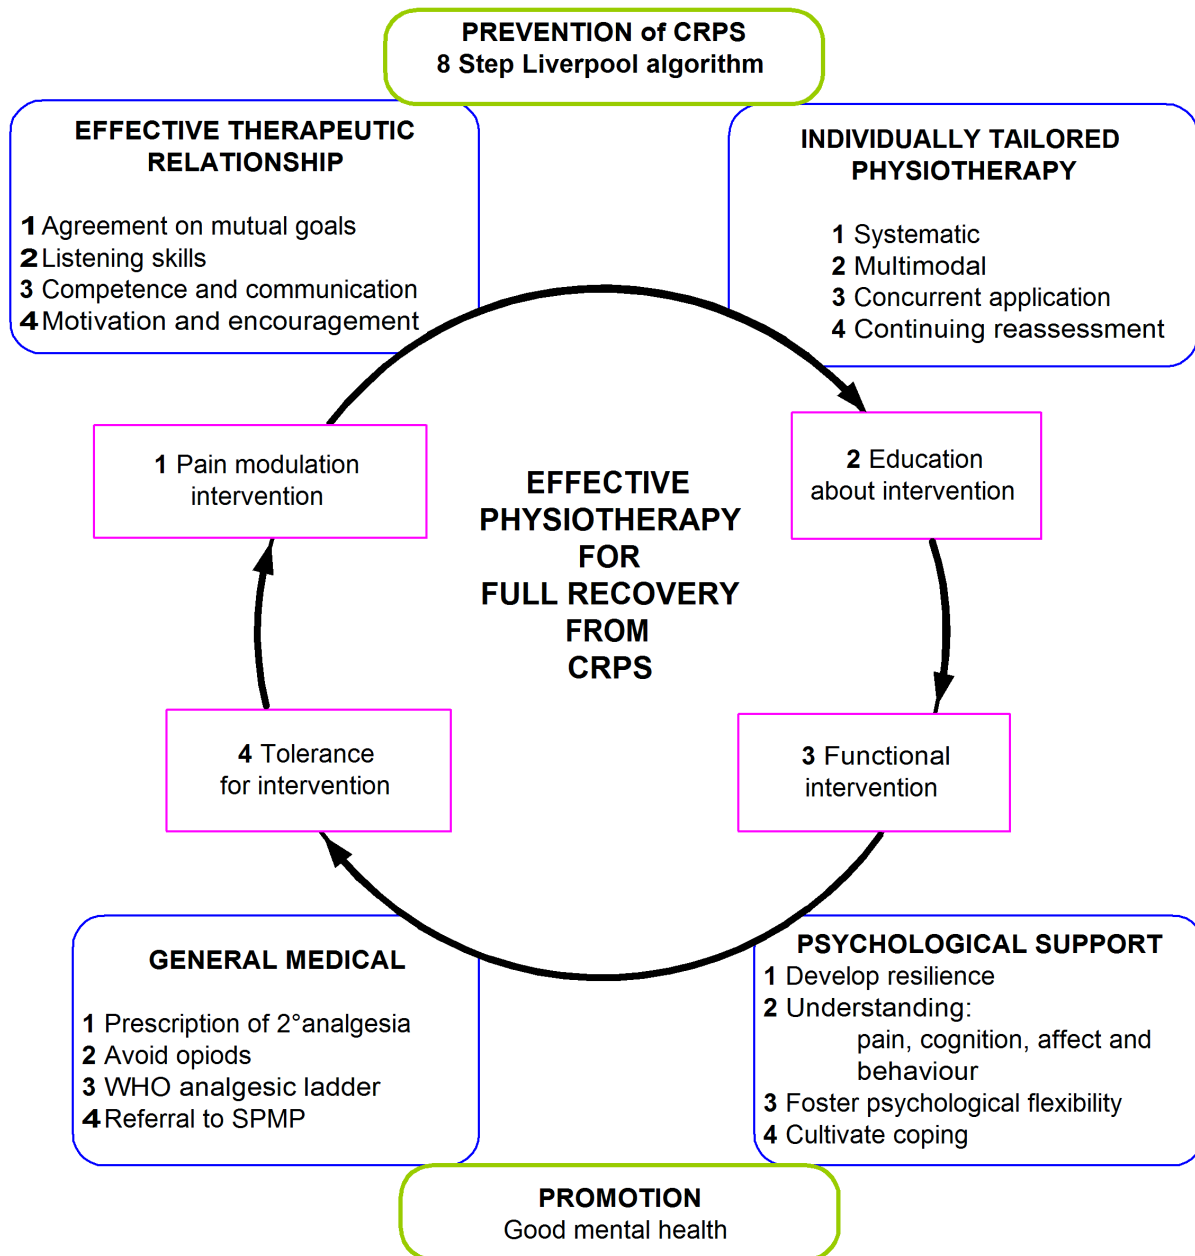 PREVENTION of CRPS
8 Step Liverpool algorithm
EFFECTIVE THERAPEUTIC
RELATIONSHIP
1 Agreement on mutual goals
2 Listening skills
3 Competence and communication
4 Motivation and encouragement
INDIVIDUALLY TAILORED
PHYSIOTHERAPY
1 Systematic
2 Multimodal
3 Concurrent application
4 Continuing reassessment
1 Pain modulation
intervention
2 Education
about intervention
EFFECTIVE
PHYSIOTHERAPY
FOR
FULL RECOVERY
FROM
CRPS
4 Tolerance
for intervention
3 Functional
intervention
GENERAL MEDICAL
1 Prescription of 2°analgesia
2 Avoid opiods
3 WHO analgesic ladder
4 Referral to SPMP
PSYCHOLOGICAL SUPPORT
1 Develop resilience
2 Understanding:
pain, cognition, affect and
behaviour
3 Foster psychological flexibility
4 Cultivate coping
PROMOTION
Good mental health